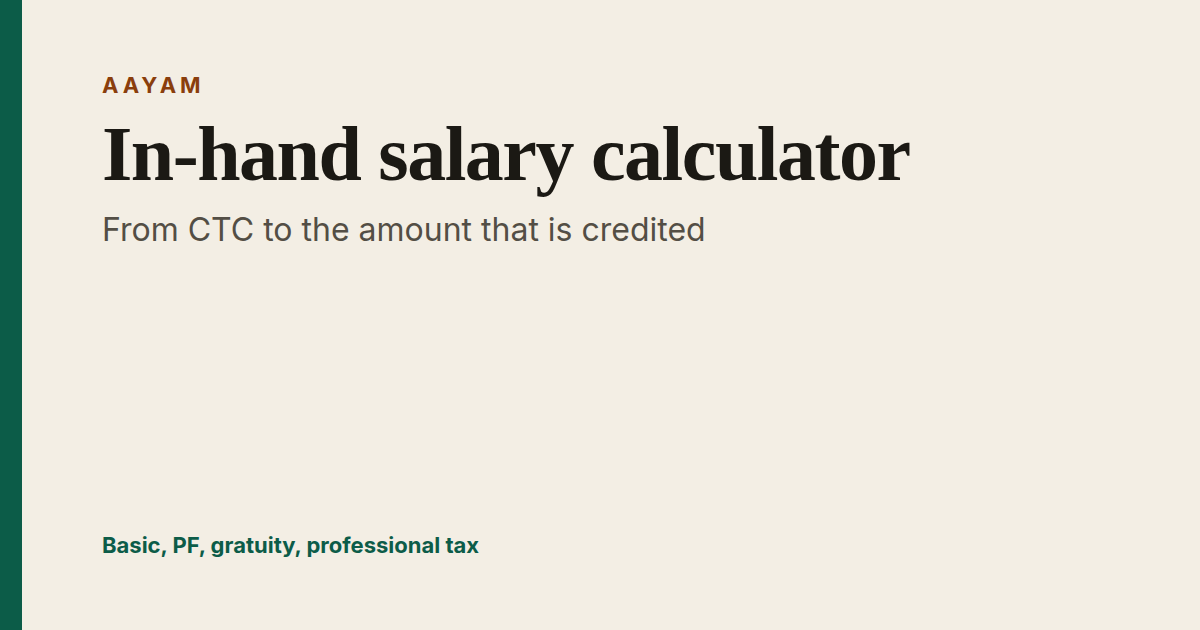 AAYAM
In-hand salary calculator
From CTC to the amount that is credited
Basic, PF, gratuity, professional tax